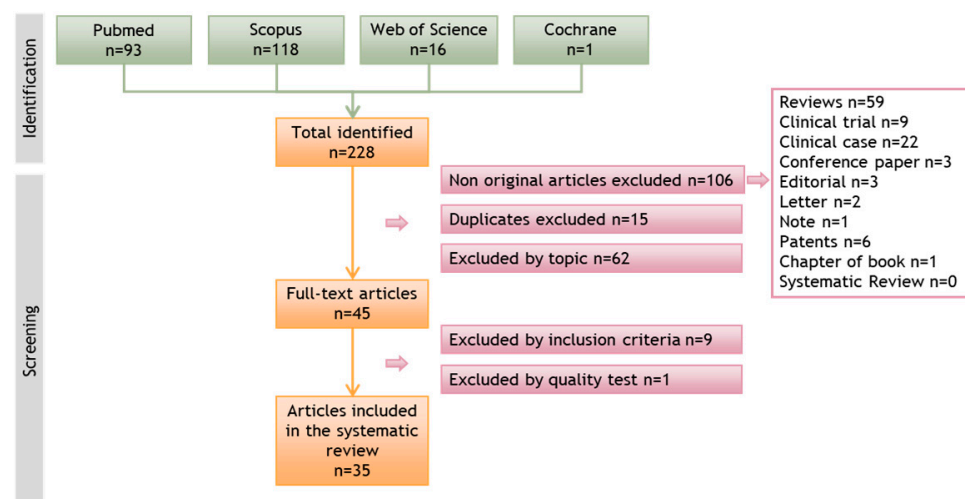 Identification
Pubmed
n=93
Scopus
n=118
Web of Science
n=16
Cochrane
n=1
Total identified
n=228
Screening
Non original articles excluded n=106
Reviews n=59
Clinical trial n=9
Clinical case n=22
Conference paper n=3
Editorial n=3
Letter n=2
Note n=1
Patents n=6
Chapter of book n=1
Systematic Review n=0
Duplicates excluded n=15
Excluded by topic n=62
Full-text articles
n=45
Excluded by inclusion criteria n=9
Excluded by quality test n=1
Articles included
in the systematic
review
n=35